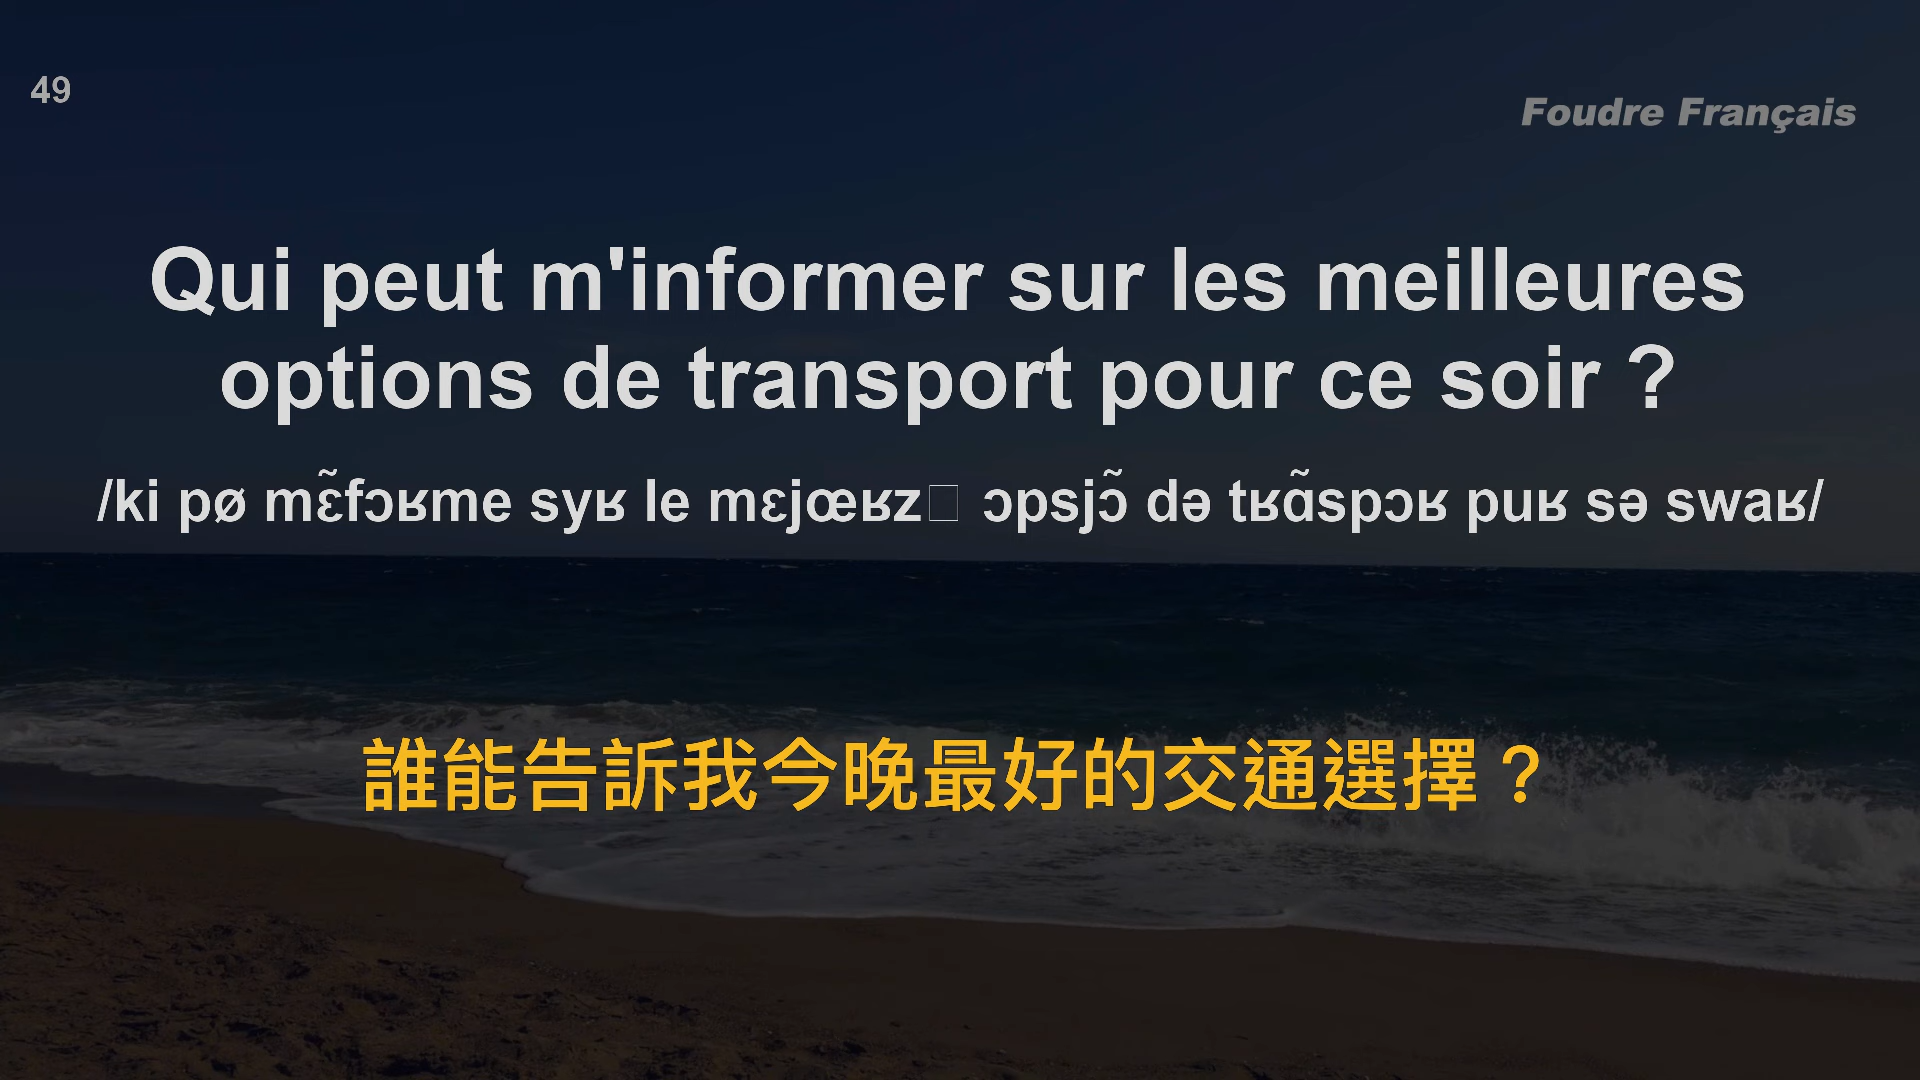 49
Foudre Français
Qui peut m'informer sur les meilleures
options de transport pour ce soir ?
/ki pø mɛ̃fɔʁme syʁ le mɛjœʁz□ ɔpsjɔ̃ də tʁɑ̃spɔʁ puʁ sə swaʁ/
誰能告訴我今晚最好的交通選擇？